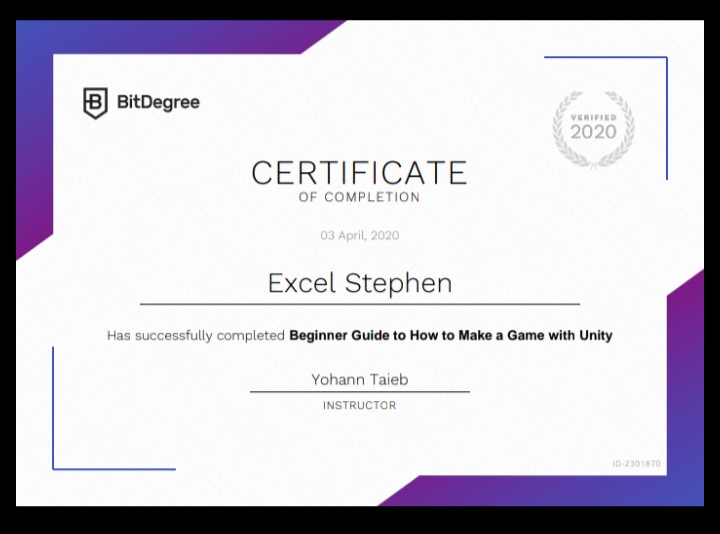 BitDegree
VERIFIED
2020
CERTIFICATE
OF COMPLETION
03 April, 2020
Excel Stephen
Has successfully completed Beginner Guide to How to Make a Game with Unity
Yohann Taieb
INSTRUCTOR
ID-2301870